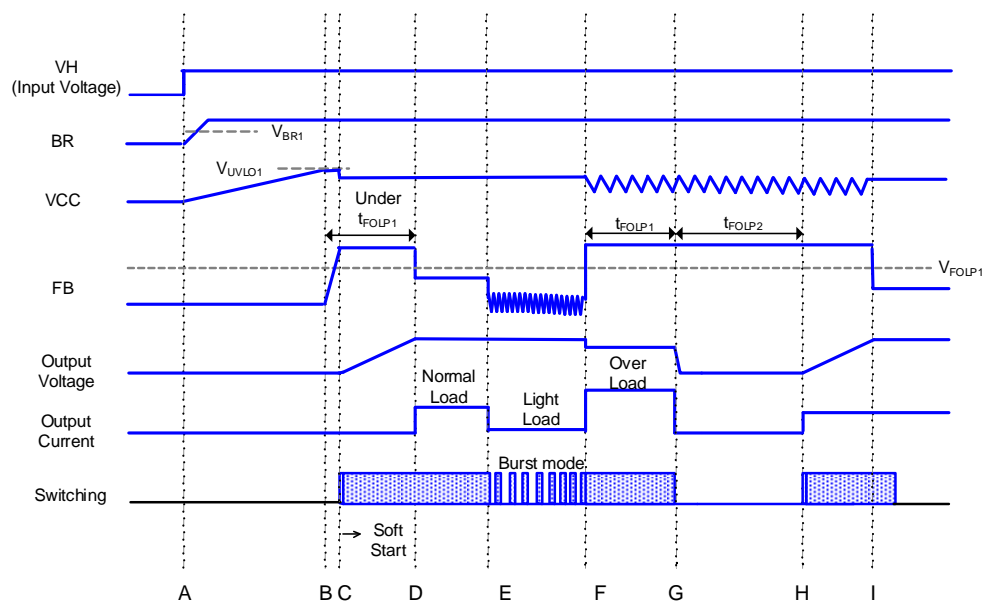 VH
(Input Voltage)
BR
VBR1
VUVLO1
VCC
Under
tFOLP1
tFOLP1
tFOLP2
VFOLP1
FB
Output
Voltage
Normal
Load
Light
Load
Over
Load
Output
Current
Burst mode
Switching
Soft
Start
A B C D E F G H I